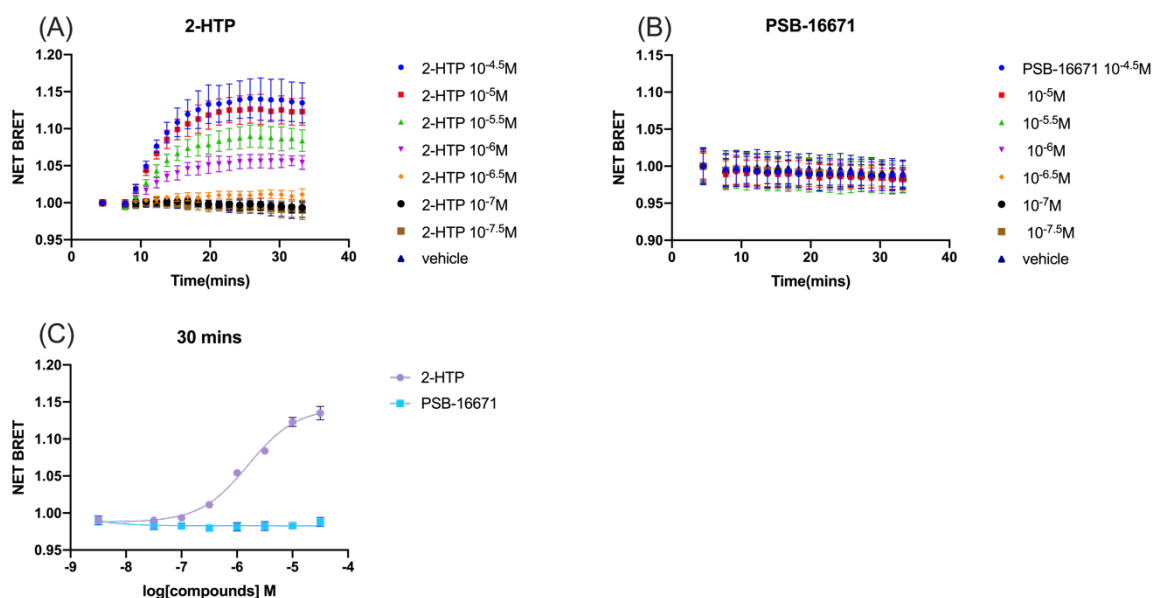 (A)
2-HTP
NET BRET
1.20
1.15
1.10
1.05
1.00
0.95
0 10 20 30 40
Time(mins)
2-HTP 10-4.5M
2-HTP 10-5M
2-HTP 10-5.5M
2-HTP 10-6M
2-HTP 10-6.5M
2-HTP 10-7M
2-HTP 10-7.5M
vehicle
(B)
PSB-16671
NET BRET
1.15
1.10
1.05
1.00
0.95
0.90
0 10 20 30 40
Time(mins)
PSB-16671 10-4.5M
10-5M
10-5.5M
10-6M
10-6.5M
10-7M
10-7.5M
vehicle
(C)
30 mins
NET BRET
1.20
1.15
1.10
1.05
1.00
0.95
-9 -8 -7 -6 -5 -4
log[compounds] M
2-HTP
PSB-16671